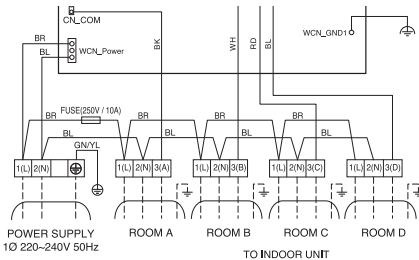 CN_COM
BR
WCN_Power
BL
BK
WH
RD
BL
WCN_GND1
FUSE(250V / 10A)
BR
BR
BR
BR
BL
BL
BL
BL
GN/YL
1(L) 2(N)
1(L) 2(N) 3(A)
1(L) 2(N) 3(B)
1(L) 2(N) 3(C)
1(L) 2(N) 3(D)
POWER SUPPLY
1Ø 220~240V 50Hz
ROOM A
ROOM B
ROOM C
ROOM D
TO INDOOR UNIT